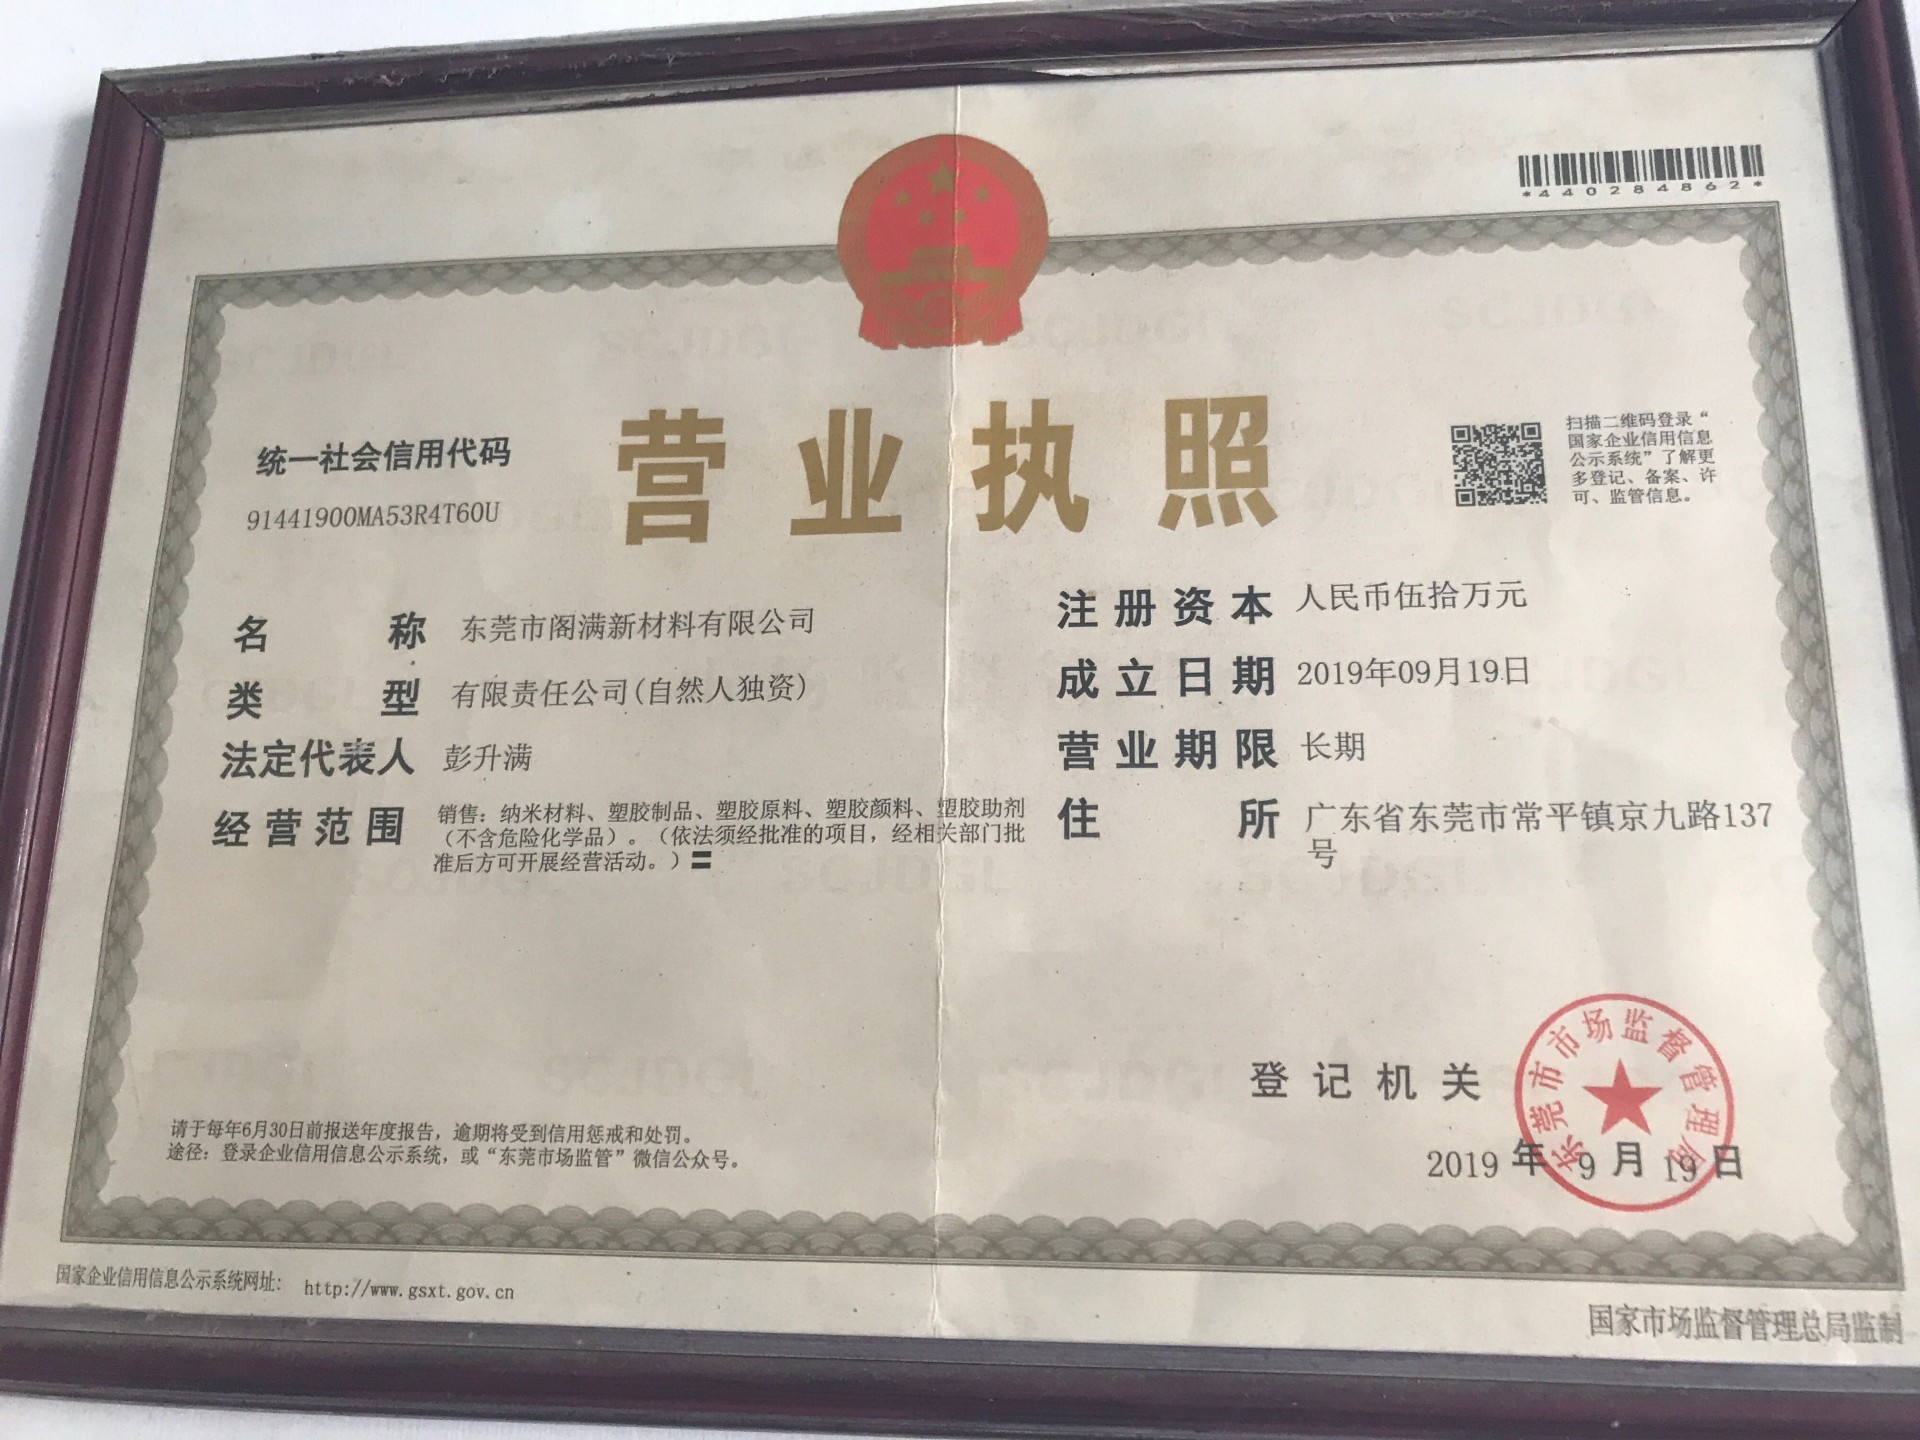 *440284862*
营业执照
统一社会信用代码
91441900MA53R4T60U
扫描二维码登录“
国家企业信用信息
公示系统”了解更
多登记、备案、许
可、监管信息。
名称 东莞市阁满新材料有限公司
类型 有限责任公司(自然人独资)
法定代表人 彭升满
经营范围 销售：纳米材料、塑胶制品、塑胶原料、塑胶颜料、塑胶助剂
（不含危险化学品）。（依法须经批准的项目，经相关部门批
准后方可开展经营活动。）〓
注册资本 人民币伍拾万元
成立日期 2019年09月19日
营业期限 长期
住所 广东省东莞市常平镇京九路137
号
登记机关
东莞市市场监督管理局
2019 年 9 月 19 日
请于每年6月30日前报送年度报告，逾期将受到信用惩戒和处罚。
途径：登录企业信用信息公示系统，或“东莞市场监管”微信公众号。
国家企业信用信息公示系统网址： http://www.gsxt.gov.cn
国家市场监督管理总局监制